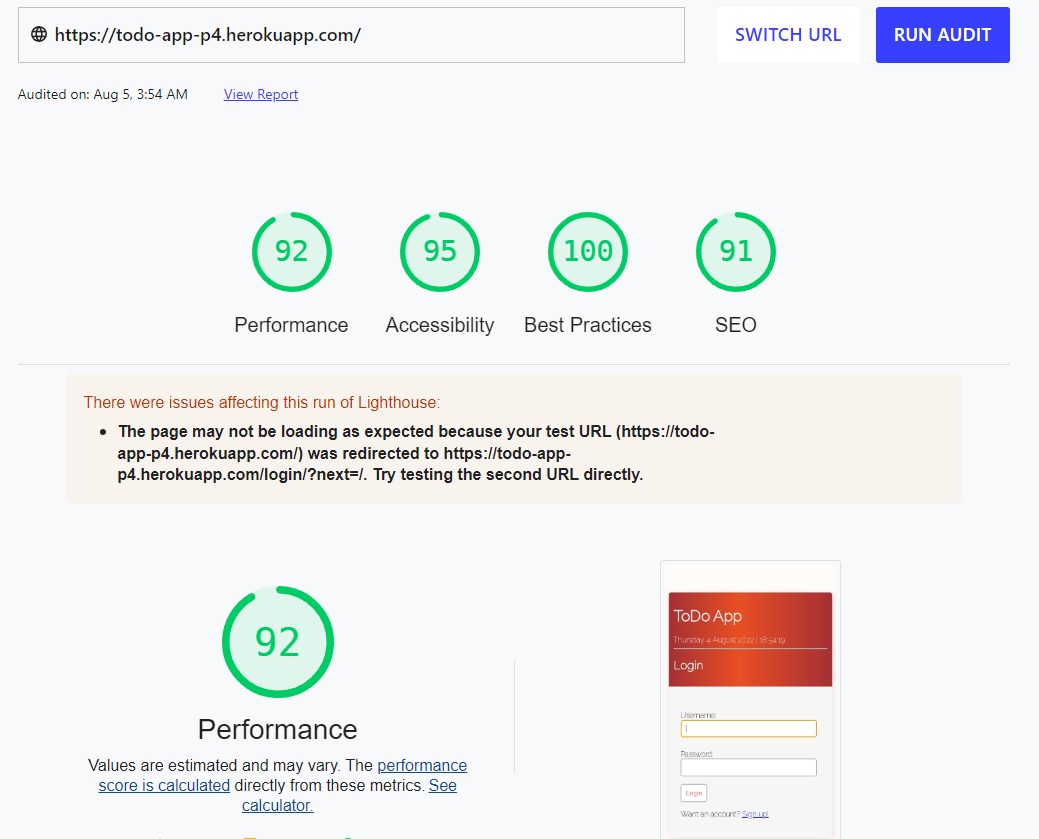 https://todo-app-p4.herokuapp.com/
SWITCH URL
RUN AUDIT
Audited on: Aug 5, 3:54 AM
View Report
92
95
100
91
Performance
Accessibility
Best Practices
SEO
There were issues affecting this run of Lighthouse:
The page may not be loading as expected because your test URL (https://todo-
app-p4.herokuapp.com/) was redirected to https://todo-app-
p4.herokuapp.com/login/?next=/. Try testing the second URL directly.
92
Performance
Values are estimated and may vary. The performance
score is calculated directly from these metrics. See
calculator.
ToDo App
Thursday 4 August 2022 | 18:54:19
Login
Username:
Password:
Login
Want an account? Sign up!